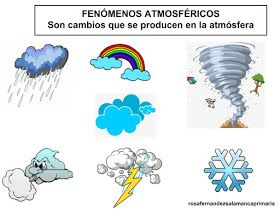 FENÓMENOS ATMOSFÉRICOS
Son cambios que se producen en la atmósfera
rosafernandezsalamancaprimaria